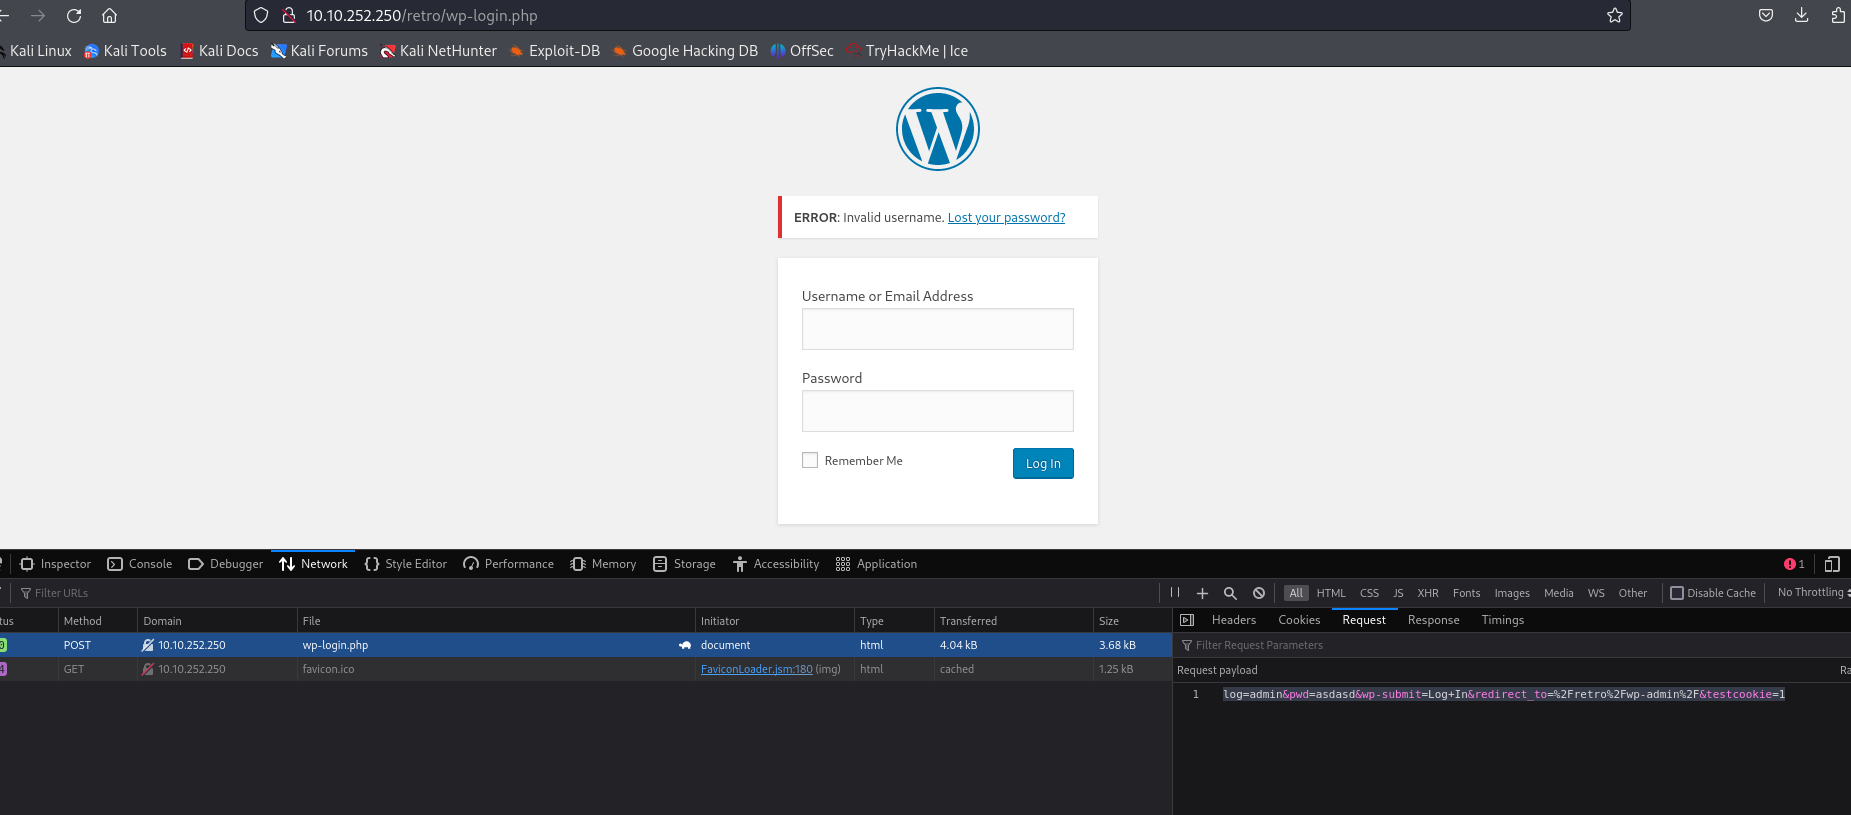 10.10.252.250/retro/wp-login.php
Kali Linux Kali Tools Kali Docs Kali Forums Kali NetHunter Exploit-DB Google Hacking DB OffSec TryHackMe | Ice
ERROR: Invalid username. Lost your password?
Username or Email Address
Password
Remember Me Log In
Inspector Console Debugger Network Style Editor Performance Memory Storage Accessibility Application 1
Filter URLs All HTML CSS JS XHR Fonts Images Media WS Other Disable Cache No Throttling
tus Method Domain File Initiator Type Transferred Size Headers Cookies Request Response Timings
POST 10.10.252.250 wp-login.php document html 4.04 kB 3.68 kB Filter Request Parameters
4 GET 10.10.252.250 favicon.ico FaviconLoader.jsm:180 (img) html cached 1.25 kB Request payload Ra
1 log=admin&pwd=asdasd&wp-submit=Log+In&redirect_to=%2Fretro%2Fwp-admin%2F&testcookie=1